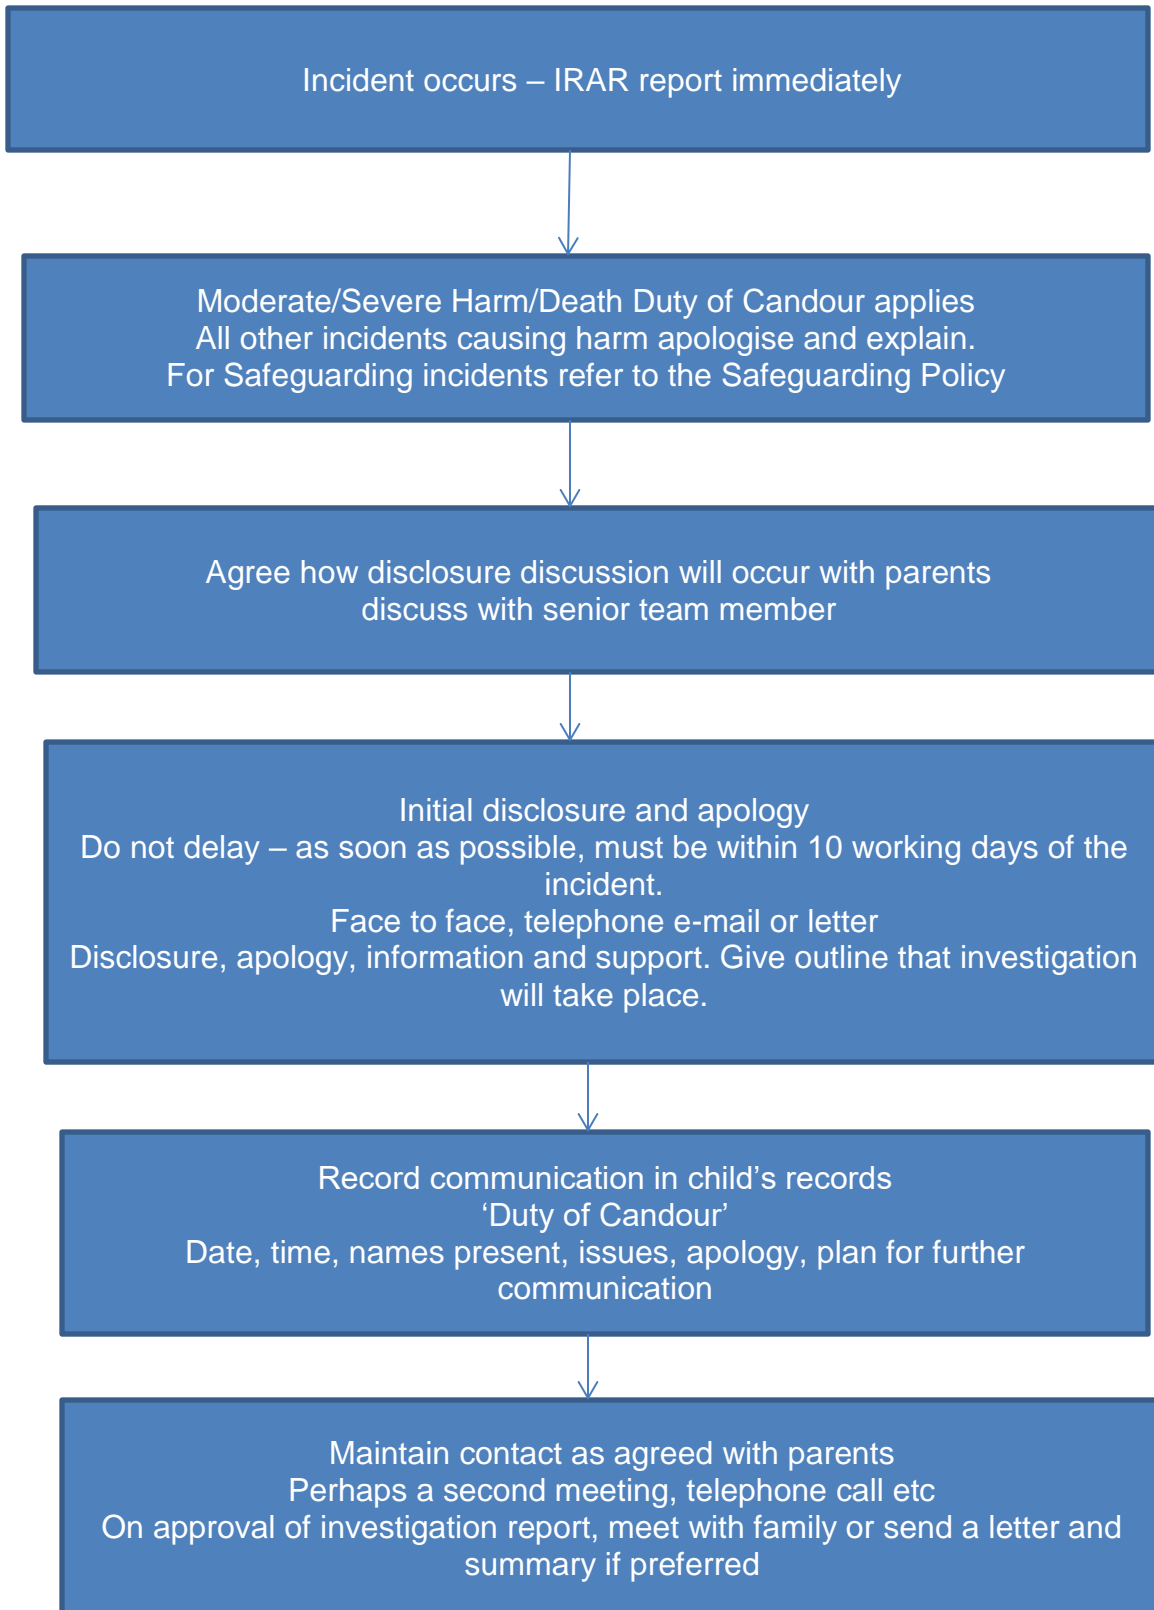 Incident occurs – IRAR report immediately
Moderate/Severe Harm/Death Duty of Candour applies
All other incidents causing harm apologise and explain.
For Safeguarding incidents refer to the Safeguarding Policy
Agree how disclosure discussion will occur with parents
discuss with senior team member
Initial disclosure and apology
Do not delay – as soon as possible, must be within 10 working days of the
incident.
Face to face, telephone e-mail or letter
Disclosure, apology, information and support. Give outline that investigation
will take place.
Record communication in child’s records
‘Duty of Candour’
Date, time, names present, issues, apology, plan for further
communication
Maintain contact as agreed with parents
Perhaps a second meeting, telephone call etc
On approval of investigation report, meet with family or send a letter and
summary if preferred